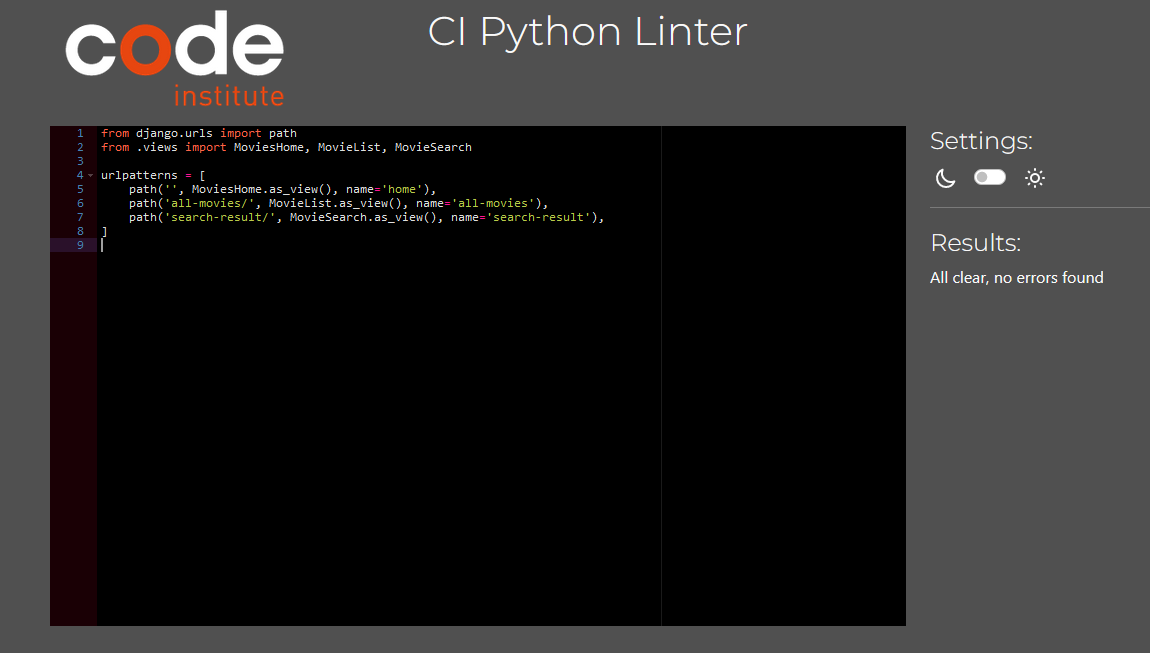 code
institute
CI Python Linter
1 from django.urls import path
2 from .views import MoviesHome, MovieList, MovieSearch
3
4 urlpatterns = [
5     path('', MoviesHome.as_view(), name='home'),
6     path('all-movies/', MovieList.as_view(), name='all-movies'),
7     path('search-result/', MovieSearch.as_view(), name='search-result'),
8 ]
9
Settings:
Results:
All clear, no errors found